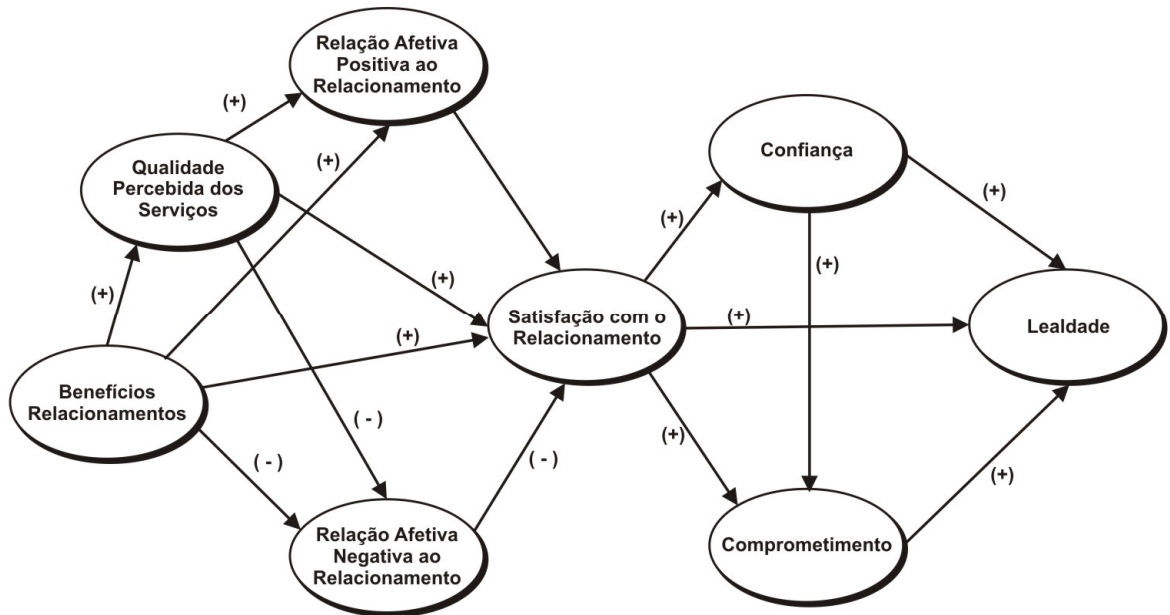 Relação Afetiva
Positiva ao
Relacionamento
(+)
(+)
Confiança
Qualidade
Percebida dos
Serviços
(+)
(+)
(+)
(+)
(+)
Satisfação com o
Relacionamento
(+)
Lealdade
(+)
Benefícios
Relacionamentos
(-)
(+)
(-)
(-)
(+)
Relação Afetiva
Negativa ao
Relacionamento
Comprometimento